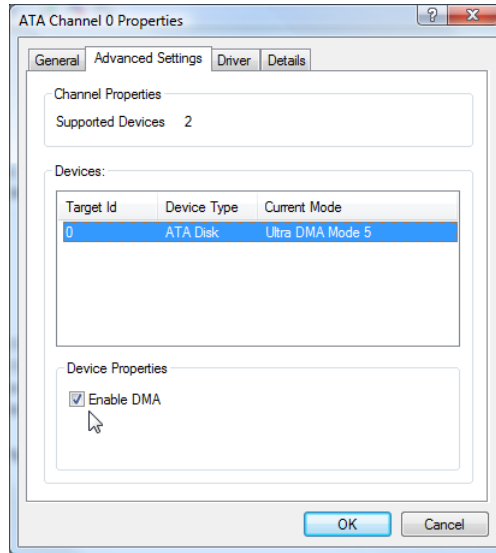 ATA Channel 0 Properties
General Advanced Settings Driver Details
Channel Properties
Supported Devices 2
Devices:
Target Id Device Type Current Mode
0 ATA Disk Ultra DMA Mode 5
Device Properties
Enable DMA
OK Cancel